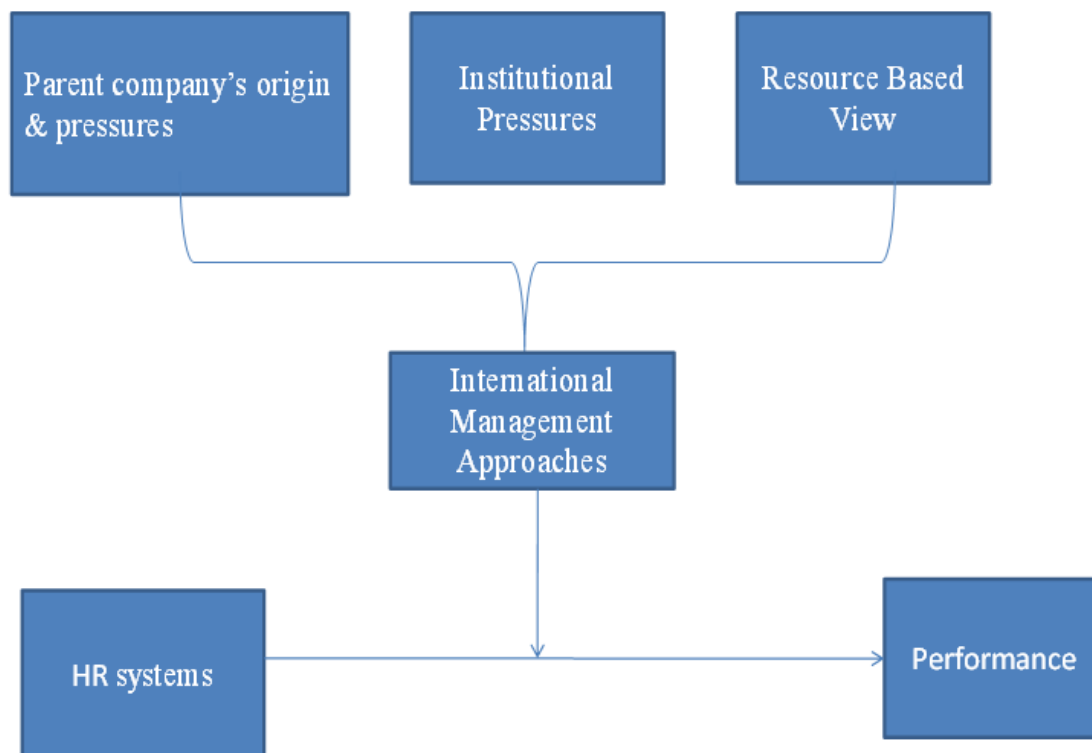 Parent company’s origin
& pressures
Institutional
Pressures
Resource Based
View
International
Management
Approaches
HR systems
Performance